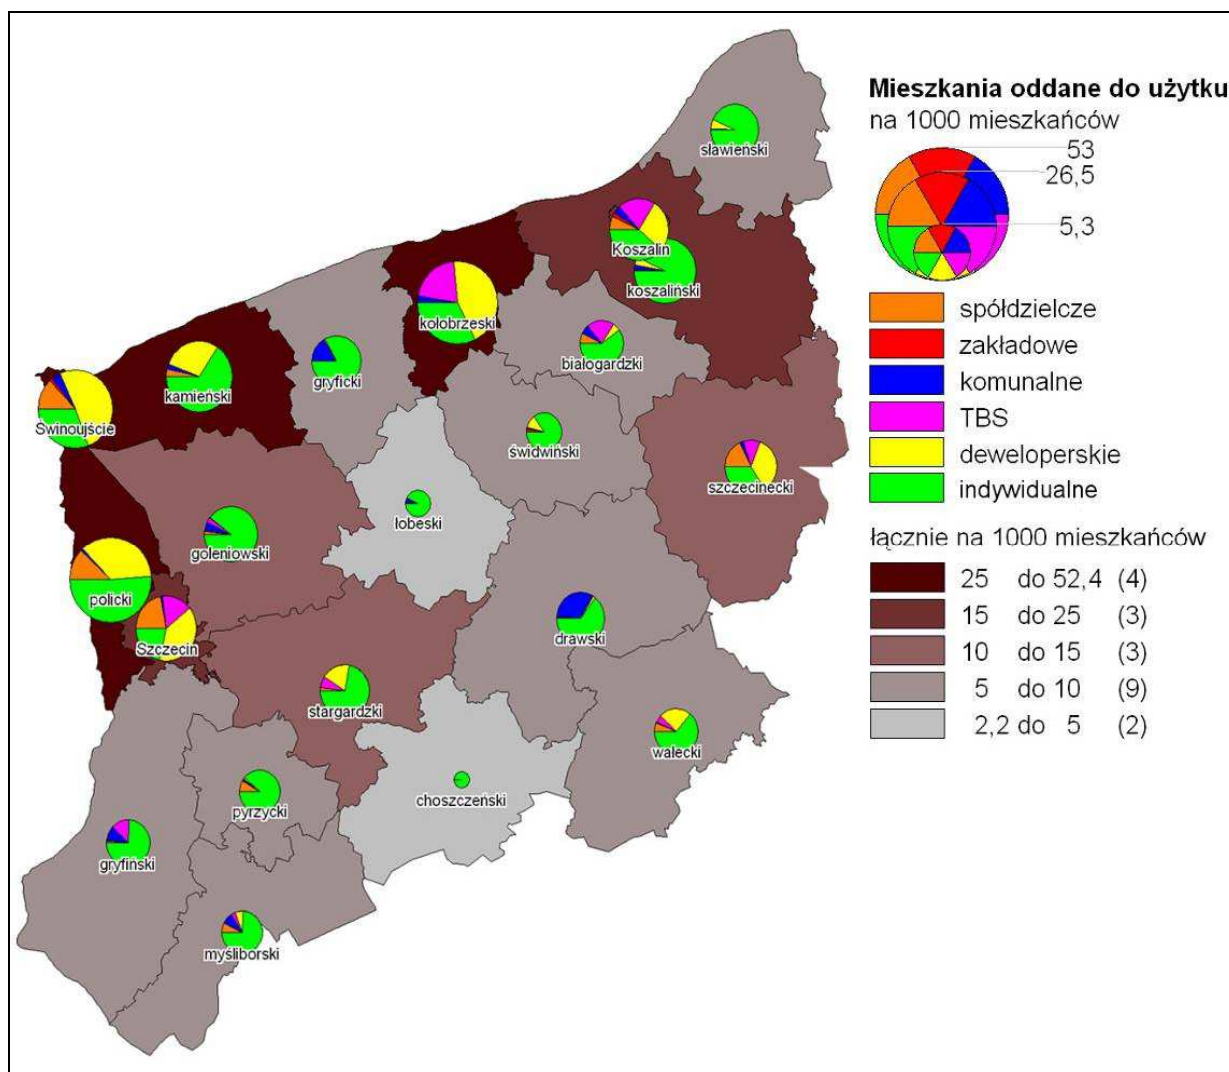 Mieszkania oddane do użytku
na 1000 mieszkańców
53
26,5
5,3
spółdzielcze
zakładowe
komunalne
TBS
deweloperskie
indywidualne
łącznie na 1000 mieszkańców
25 do 52,4 (4)
15 do 25 (3)
10 do 15 (3)
5 do 10 (9)
2,2 do 5 (2)
sławieński
Koszalin
koszaliński
kołobrzeski
białogardzki
gryficki
kamieński
Świnoujście
świdwiński
szczecinecki
łobeski
goleniowski
policki
drawski
Szczecin
stargardzki
wałecki
choszczeński
pyrzycki
gryfiński
myśliborski